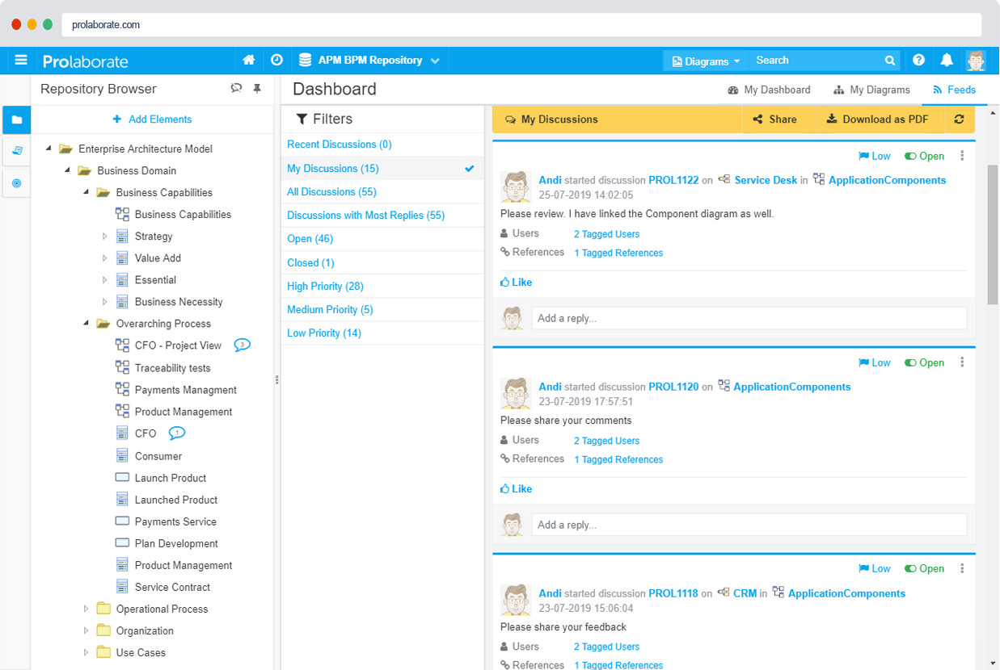 prolaborate.com
Prolaborate
APM BPM Repository
Diagrams
Search
Repository Browser
Add Elements
Enterprise Architecture Model
Business Domain
Business Capabilities
Business Capabilities
Strategy
Value Add
Essential
Business Necessity
Overarching Process
CFO - Project View 3
Traceability tests
Payments Managment
Product Management
CFO 1
Consumer
Launch Product
Launched Product
Payments Service
Plan Development
Product Management
Service Contract
Operational Process
Organization
Use Cases
Dashboard
My Dashboard
My Diagrams
Feeds
Filters
Recent Discussions (0)
My Discussions (15)
All Discussions (55)
Discussions with Most Replies (55)
Open (46)
Closed (1)
High Priority (28)
Medium Priority (5)
Low Priority (14)
My Discussions
Share
Download as PDF
Low Open
Andi started discussion PROL1122 on Service Desk in ApplicationComponents
25-07-2019 14:02:05
Please review. I have linked the Component diagram as well.
Users 2 Tagged Users
References 1 Tagged References
Like
Add a reply...
Low Open
Andi started discussion PROL1120 on ApplicationComponents
23-07-2019 17:57:51
Please share your comments
Users 2 Tagged Users
References 1 Tagged References
Like
Add a reply...
Low Open
Andi started discussion PROL1118 on CRM in ApplicationComponents
23-07-2019 15:06:04
Please share your feedback
Users 2 Tagged Users
References 1 Tagged References